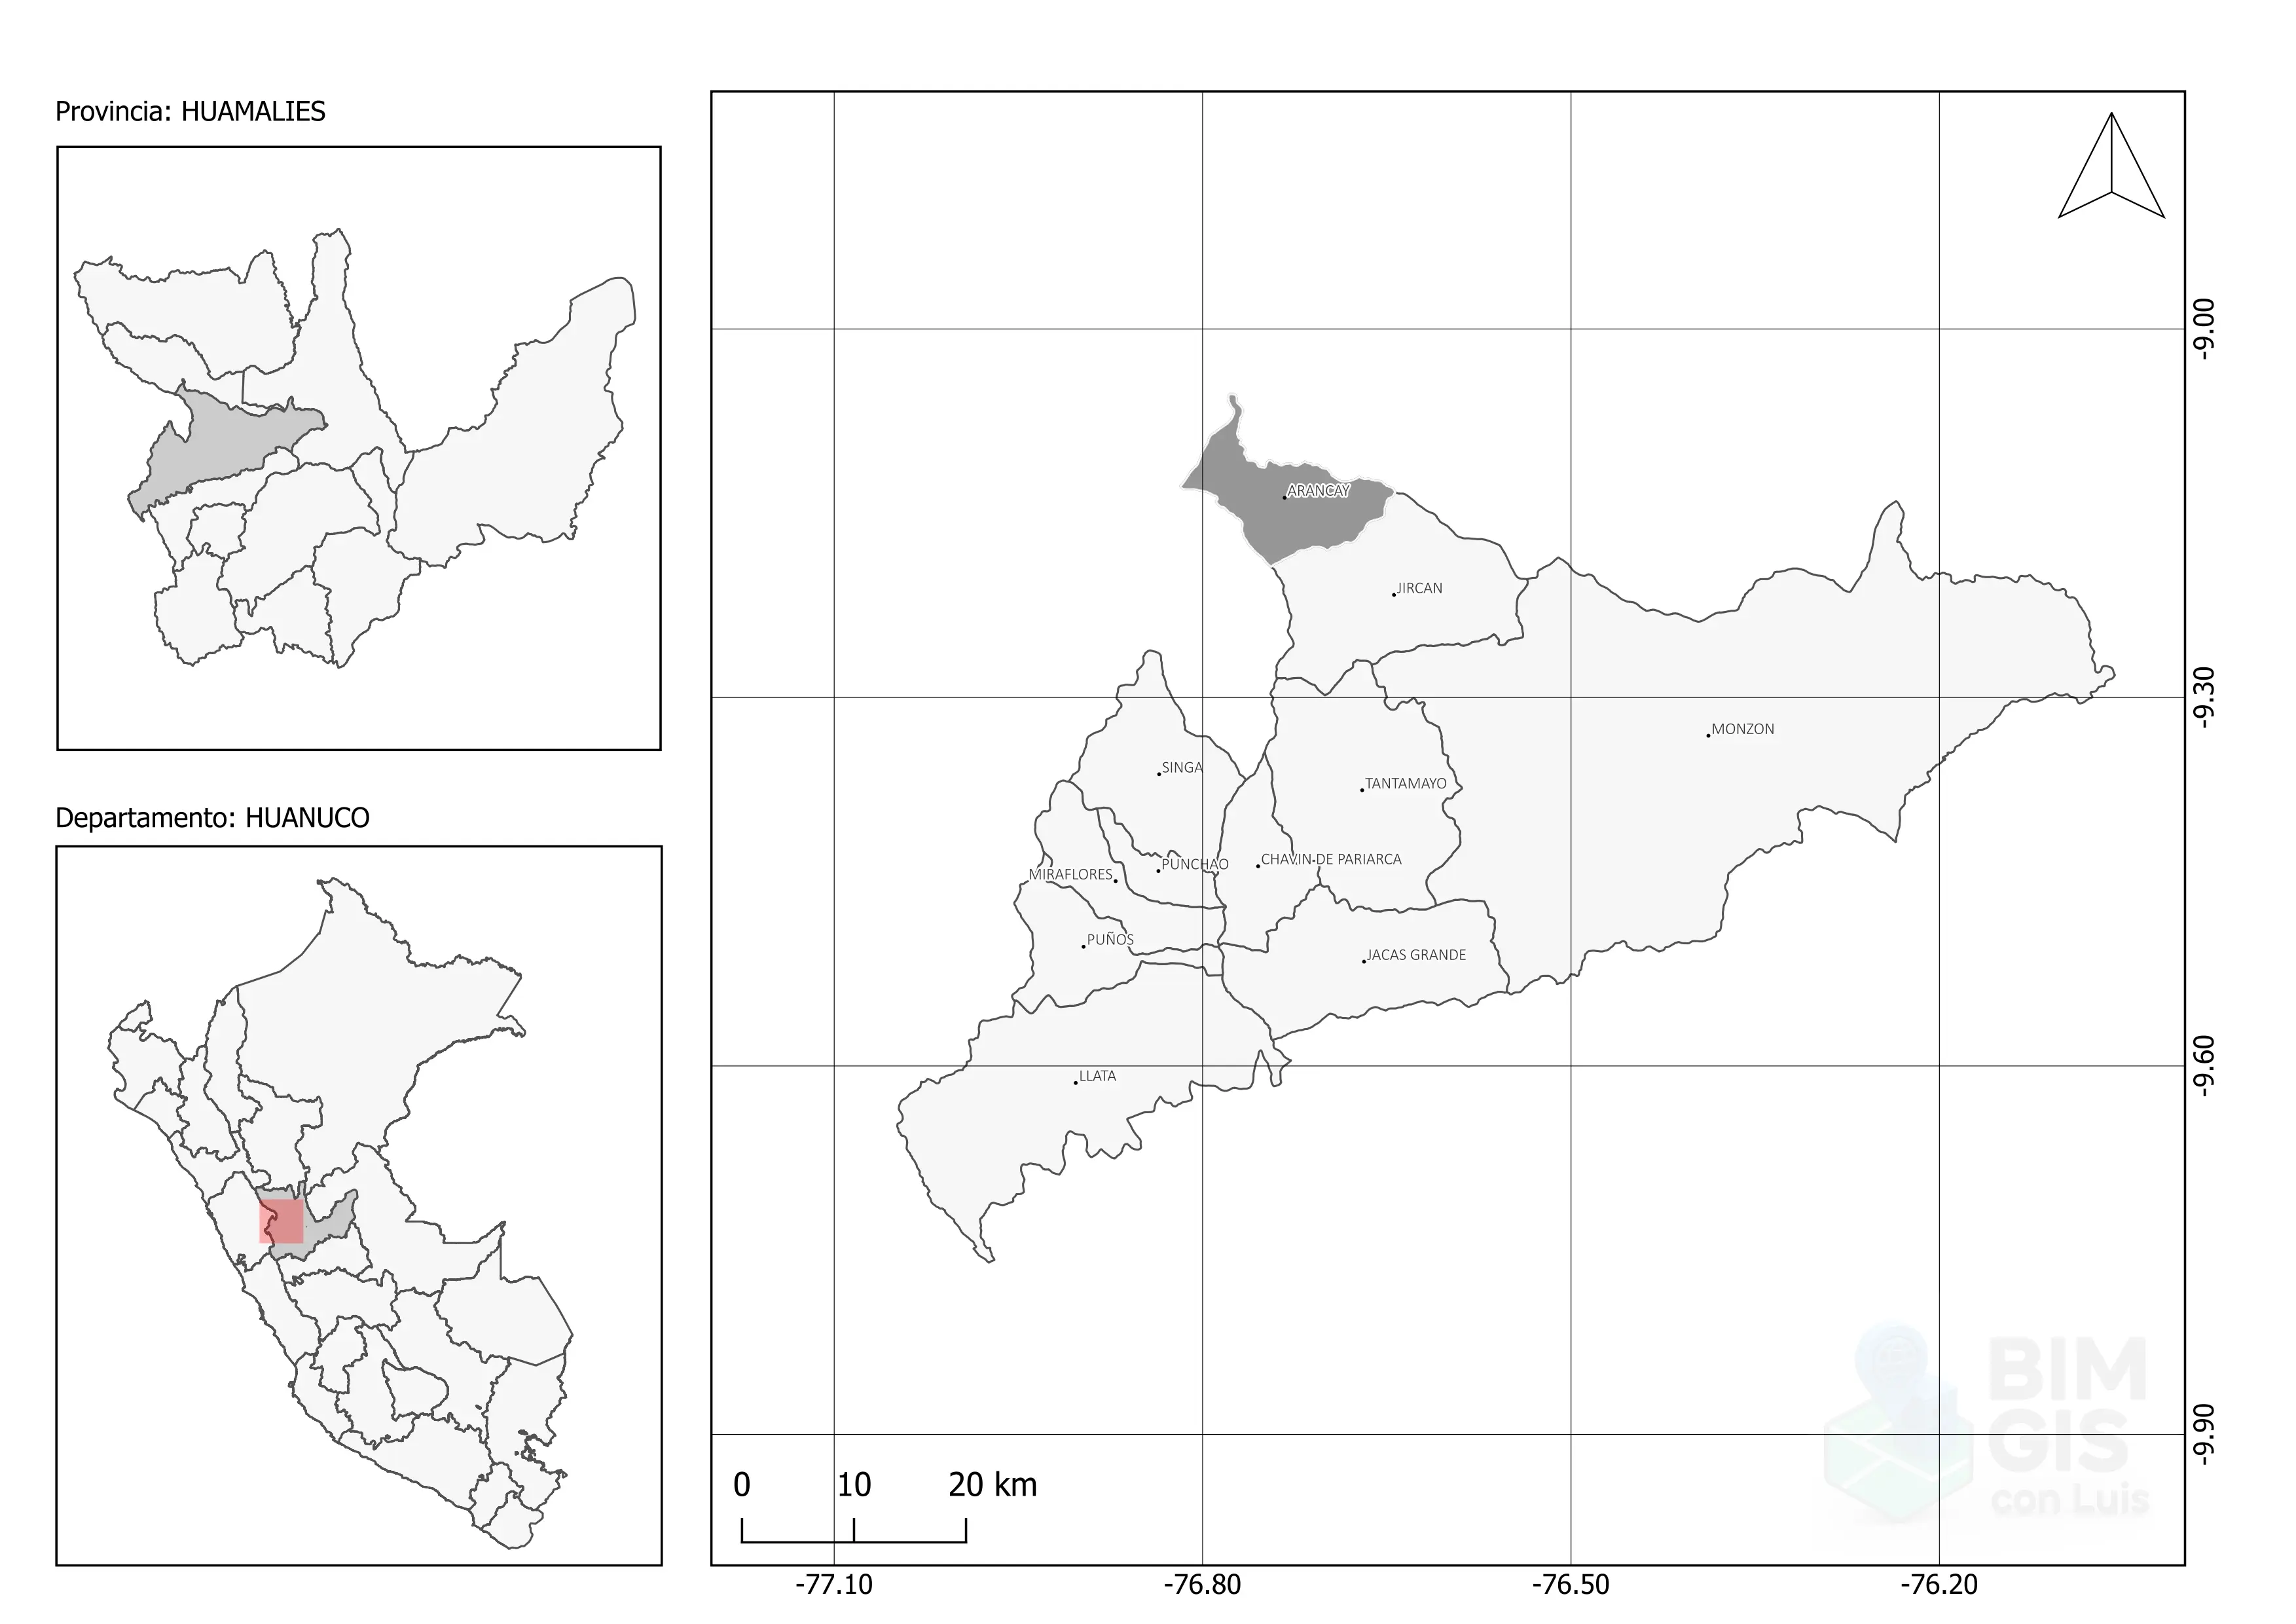 Provincia: HUAMALIES
Departamento: HUANUCO
ARANCAY
JIRCAN
MONZON
SINGA
TANTAMAYO
PUNCHAO
CHAVIN DE PARIARCA
MIRAFLORES
PUÑOS
JACAS GRANDE
LLATA
-9.00
-9.30
-9.60
-9.90
0 10 20 km
-77.10 -76.80 -76.50 -76.20
BIM
GIS
con Luis